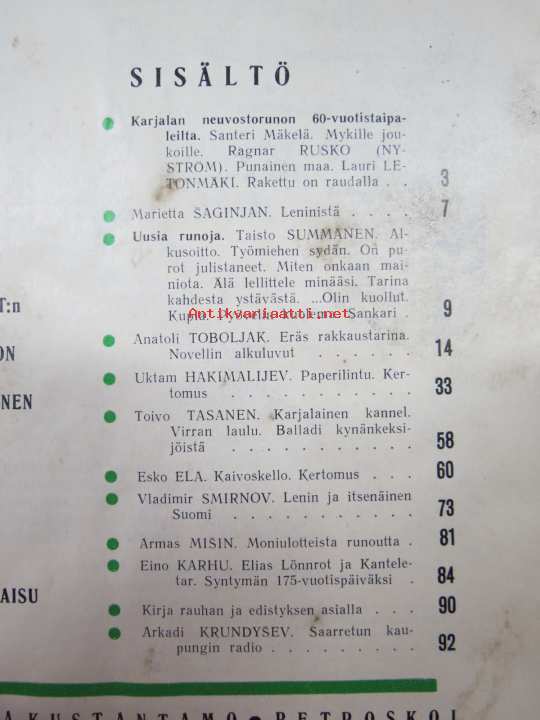 SISÄLTÖ
Karjalan neuvostorunon 60-vuotistaipa-
leilta. Santeri Mäkelä. Mykille jou-
koille. Ragnar RUSKO (NY-
STRÖM). Punainen maa. Lauri LE-
TONMÄKI. Rakettu on raudalla . . 3
Marietta ŠAGINJAN. Leninistä . . . . 7
Uusia runoja. Taisto SUMMANEN. Al-
kusoitto. Työmiehen sydän. On pu-
rot julistaneet. Miten onkaan mai-
niota. Älä lellittele minääsi. Tarina
kahdesta ystävästä. ...Olin kuollut.
Sankari . 9
Antikvariaatti.net
Anatoli TOBOLJAK. Eräs rakkaustarina.
Novellin alkuluvut . . . . . . 14
Uktam HAKIMALIJEV. Paperilintu. Ker-
tomus . . . . . . . . . . . 33
Toivo TASANEN. Karjalainen kannel.
Virran laulu. Balladi kynänkeksi-
jöistä . . . . . . . . . . . 58
Esko ELA. Kaivoskello. Kertomus . . . 60
Vladimir SMIRNOV. Lenin ja itsenäinen
Suomi . . . . . . . . . . . 73
Armas MIŠIN. Moniulotteista runoutta . 81
Eino KARHU. Elias Lönnrot ja Kantele-
tar. Syntymän 175-vuotispäiväksi . 84
Kirja rauhan ja edistyksen asialla . . . 90
Arkadi KRUNDYŠEV. Saarretun kau-
pungin radio . . . . . . . . . 92
T:n
ON
NEN
AISU
AKUSTANTAMO ● PETROSKOI